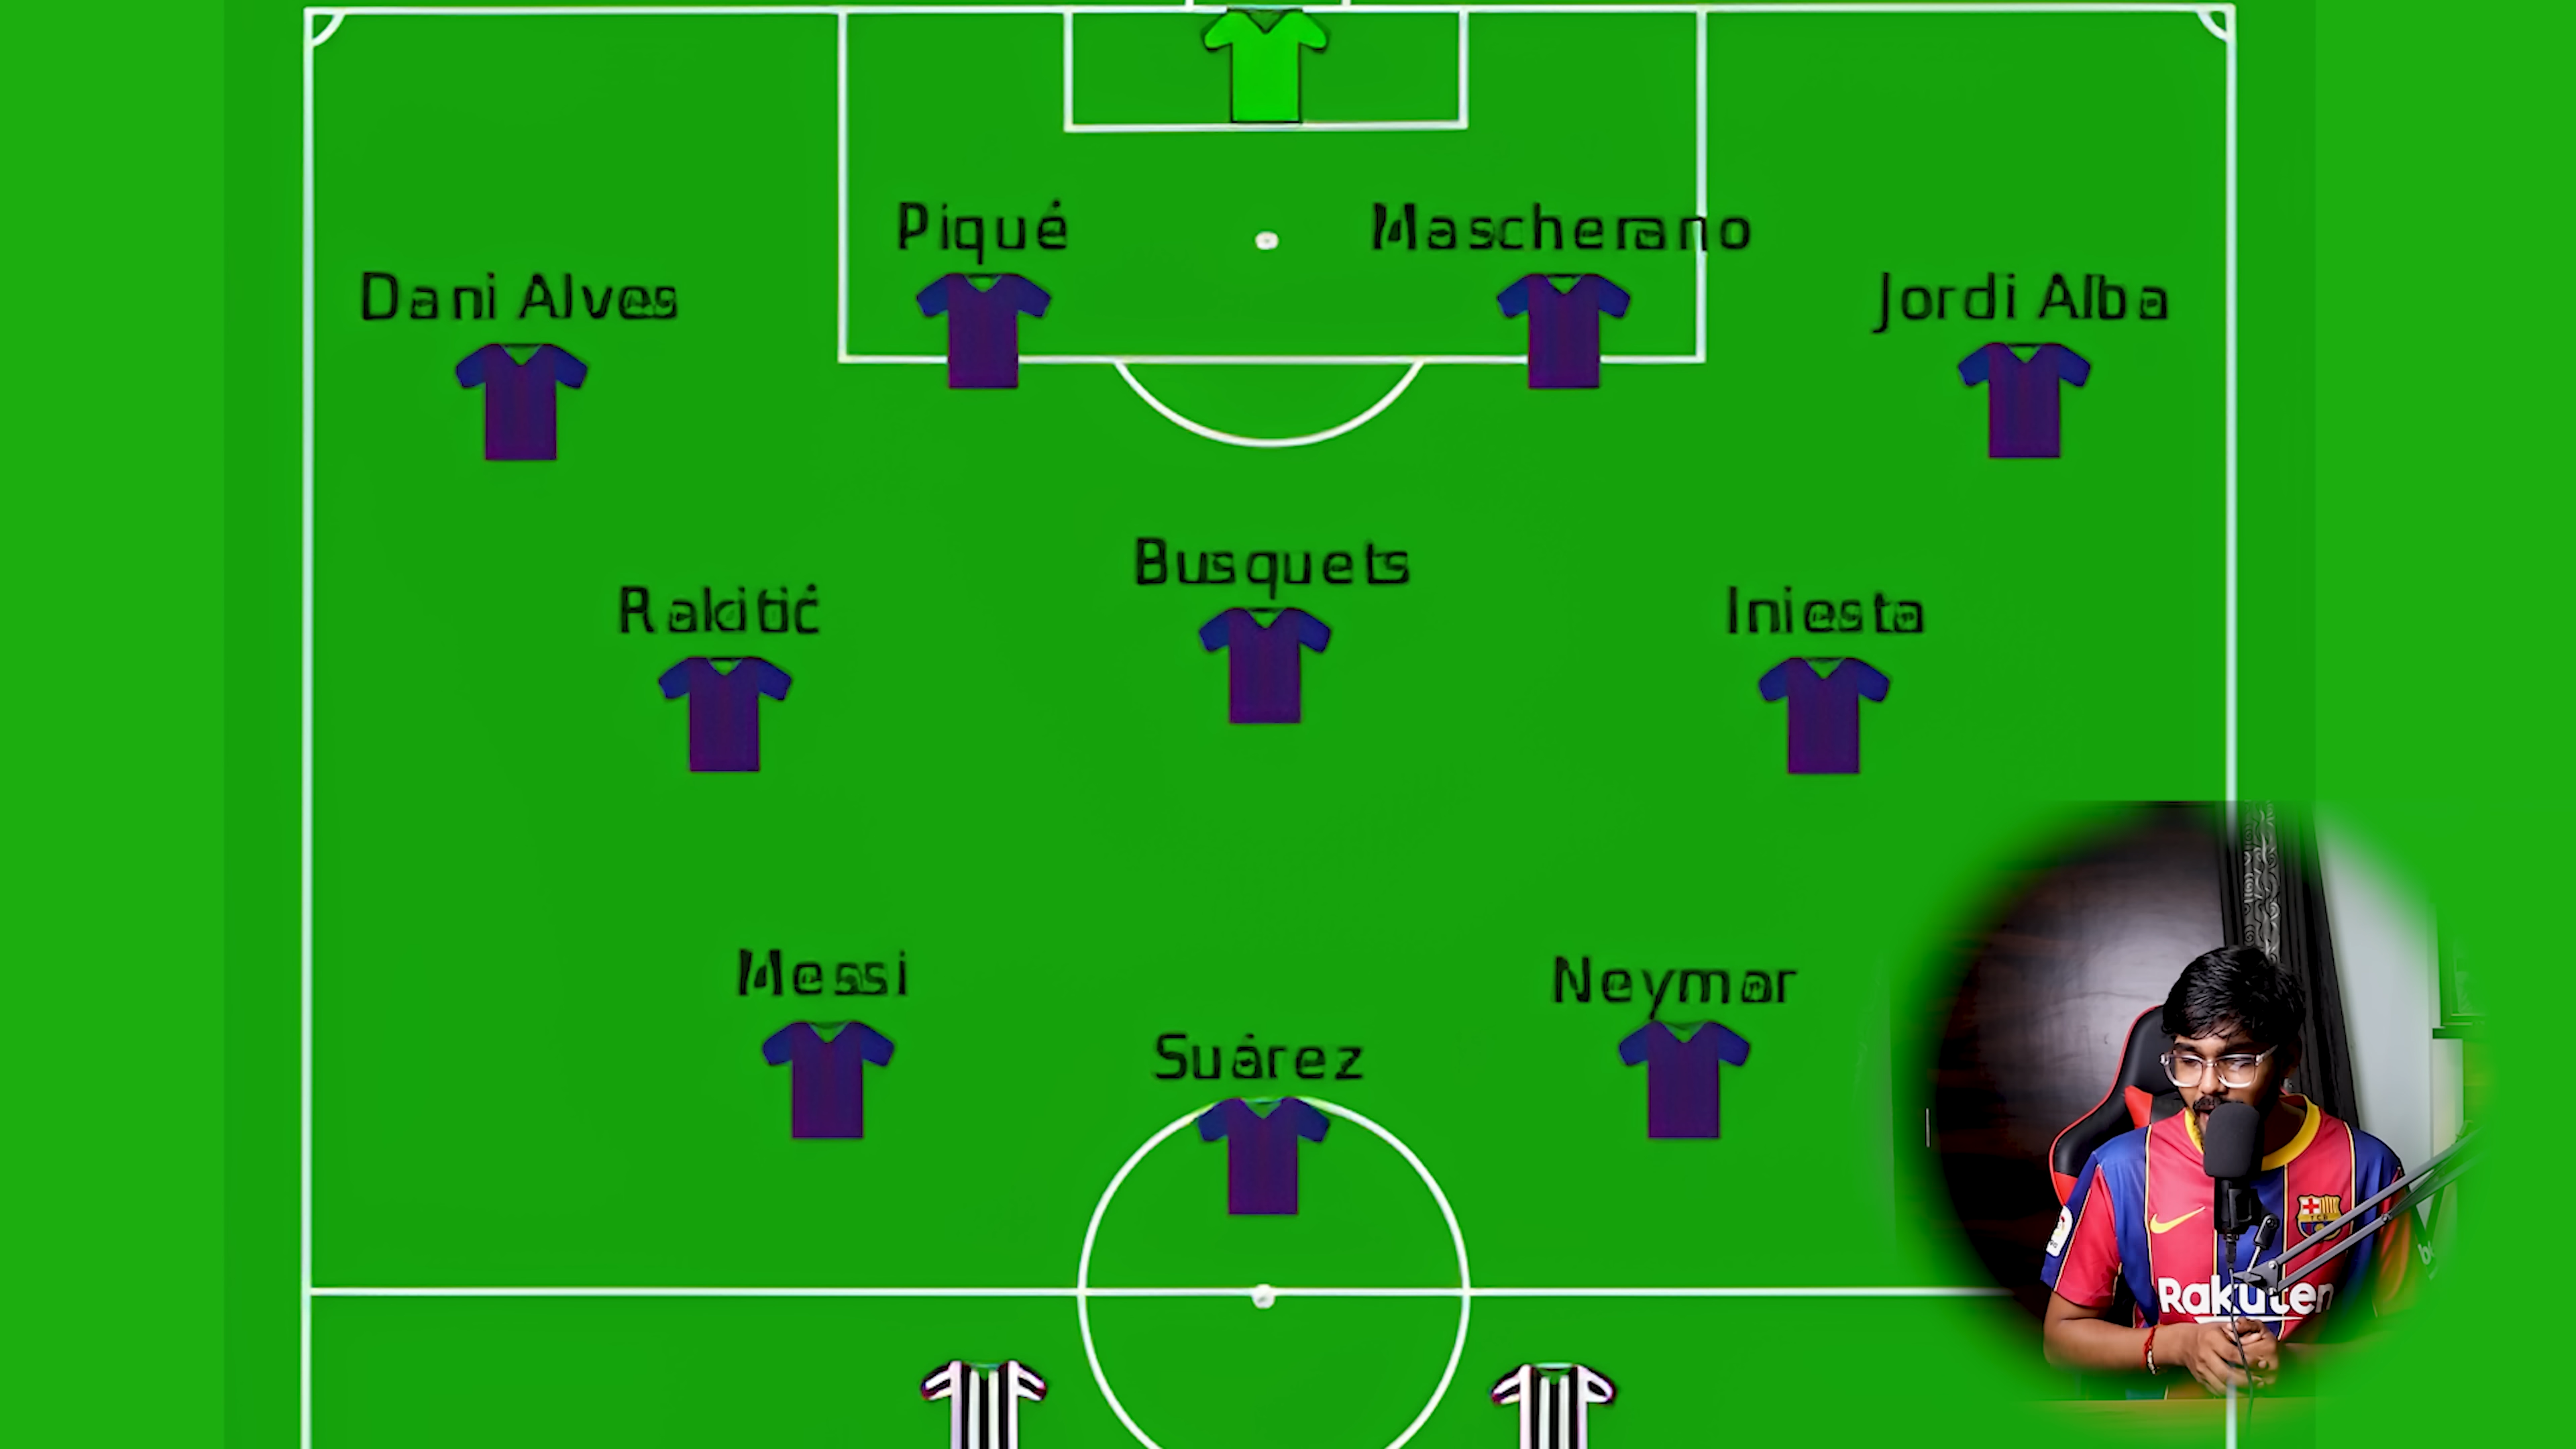 Piqué
Mascherano
Dani Alves
Jordi Alba
Busquets
Rakitić
Iniesta
Messi
Neymar
Suárez
Rakuten